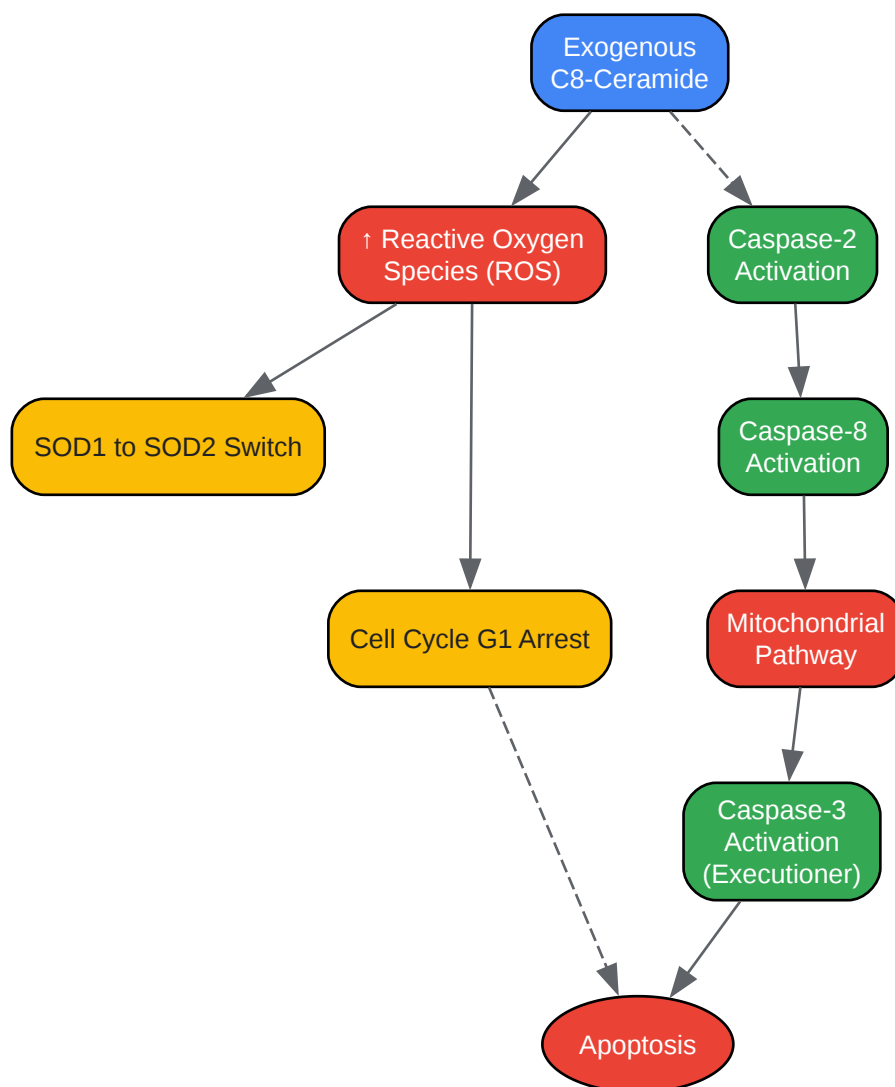 Exogenous
C8-Ceramide
↑ Reactive Oxygen
Species (ROS)
Caspase-2
Activation
SOD1 to SOD2 Switch
Caspase-8
Activation
Cell Cycle G1 Arrest
Mitochondrial
Pathway
Caspase-3
Activation
(Executioner)
Apoptosis